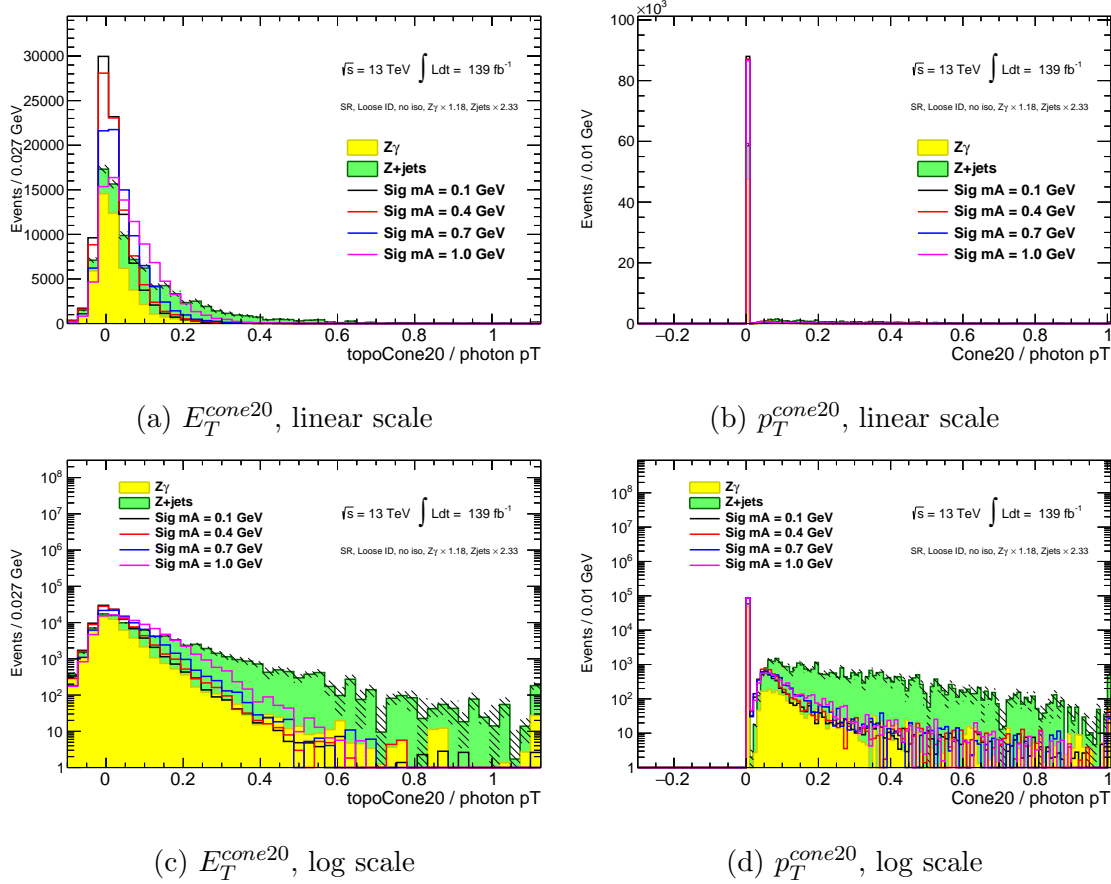 30000
25000
20000
15000
10000
5000
0
Events / 0.027 GeV
√s = 13 TeV ∫ Ldt = 139 fb⁻¹
SR, Loose ID, no iso, Zγ × 1.18, Zjets × 2.33
Zγ
Z+jets
Sig mA = 0.1 GeV
Sig mA = 0.4 GeV
Sig mA = 0.7 GeV
Sig mA = 1.0 GeV
0 0.2 0.4 0.6 0.8 1
topoCone20 / photon pT
(a) E_T^{cone20}, linear scale
×10³
100
80
60
40
20
0
Events / 0.01 GeV
√s = 13 TeV ∫ Ldt = 139 fb⁻¹
SR, Loose ID, no iso, Zγ × 1.18, Zjets × 2.33
Zγ
Z+jets
Sig mA = 0.1 GeV
Sig mA = 0.4 GeV
Sig mA = 0.7 GeV
Sig mA = 1.0 GeV
−0.2 0 0.2 0.4 0.6 0.8 1
Cone20 / photon pT
(b) p_T^{cone20}, linear scale
10⁸
10⁷
10⁶
10⁵
10⁴
10³
10²
10
1
Events / 0.027 GeV
Zγ
Z+jets
Sig mA = 0.1 GeV
Sig mA = 0.4 GeV
Sig mA = 0.7 GeV
Sig mA = 1.0 GeV
√s = 13 TeV ∫ Ldt = 139 fb⁻¹
SR, Loose ID, no iso, Zγ × 1.18, Zjets × 2.33
0 0.2 0.4 0.6 0.8 1
topoCone20 / photon pT
(c) E_T^{cone20}, log scale
10⁸
10⁷
10⁶
10⁵
10⁴
10³
10²
10
1
Events / 0.01 GeV
Zγ
Z+jets
Sig mA = 0.1 GeV
Sig mA = 0.4 GeV
Sig mA = 0.7 GeV
Sig mA = 1.0 GeV
√s = 13 TeV ∫ Ldt = 139 fb⁻¹
SR, Loose ID, no iso, Zγ × 1.18, Zjets × 2.33
−0.2 0 0.2 0.4 0.6 0.8 1
Cone20 / photon pT
(d) p_T^{cone20}, log scale